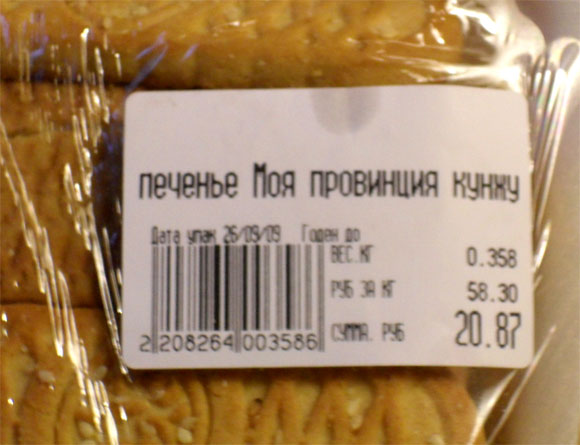 печенье Моя провинция кунжу
Дата упак 26/09/09 Годен до
ВЕС.КГ 0.358
РУБ ЗА КГ 58.30
СУММА. РУБ 20.87
2 208264 003586